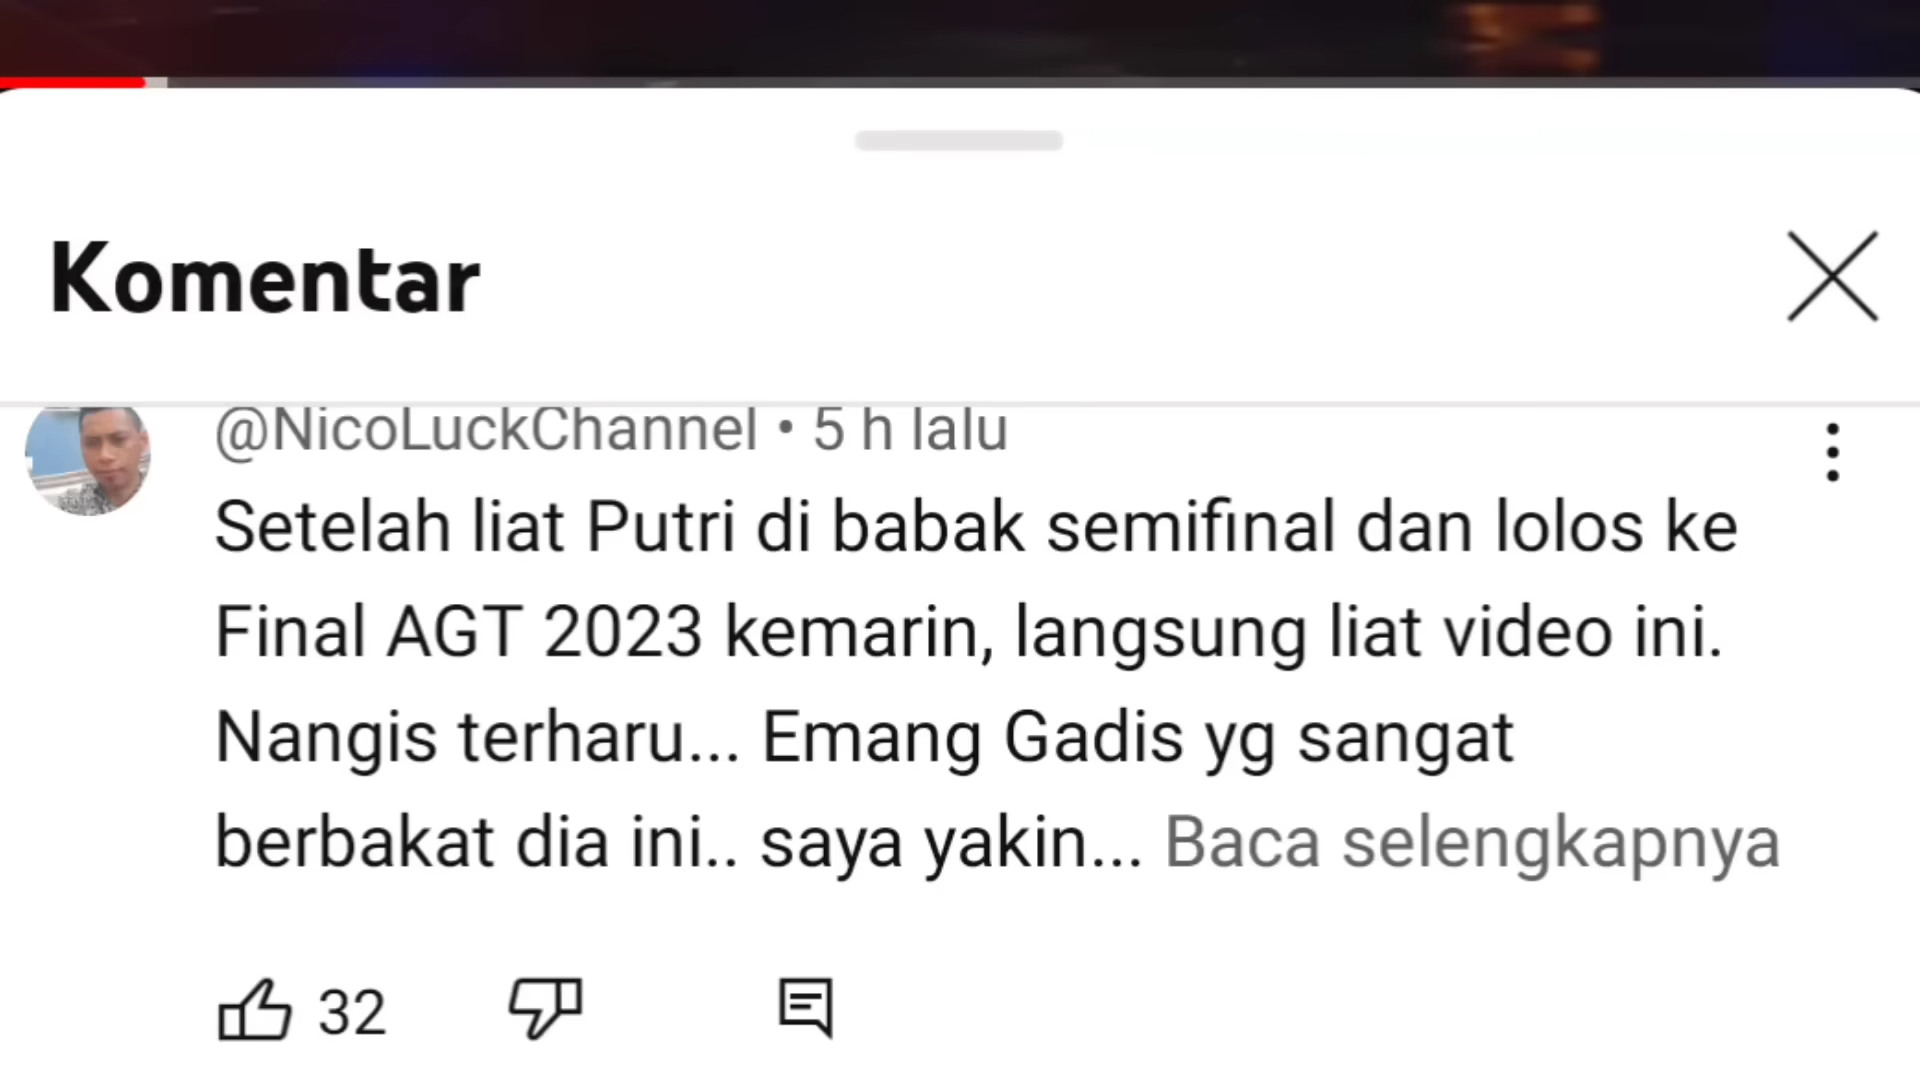 Komentar
@NicoLuckChannel • 5 h lalu
Setelah liat Putri di babak semifinal dan lolos ke
Final AGT 2023 kemarin, langsung liat video ini.
Nangis terharu... Emang Gadis yg sangat
berbakat dia ini.. saya yakin... Baca selengkapnya
32